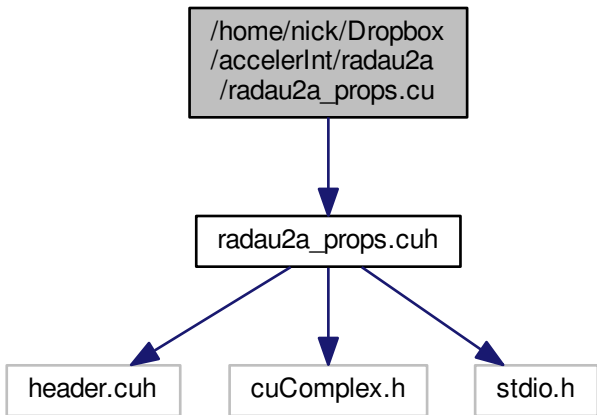 /home/nick/Dropbox
/accelerInt/radau2a
/radau2a_props.cu
radau2a_props.cuh
header.cuh
cuComplex.h
stdio.h